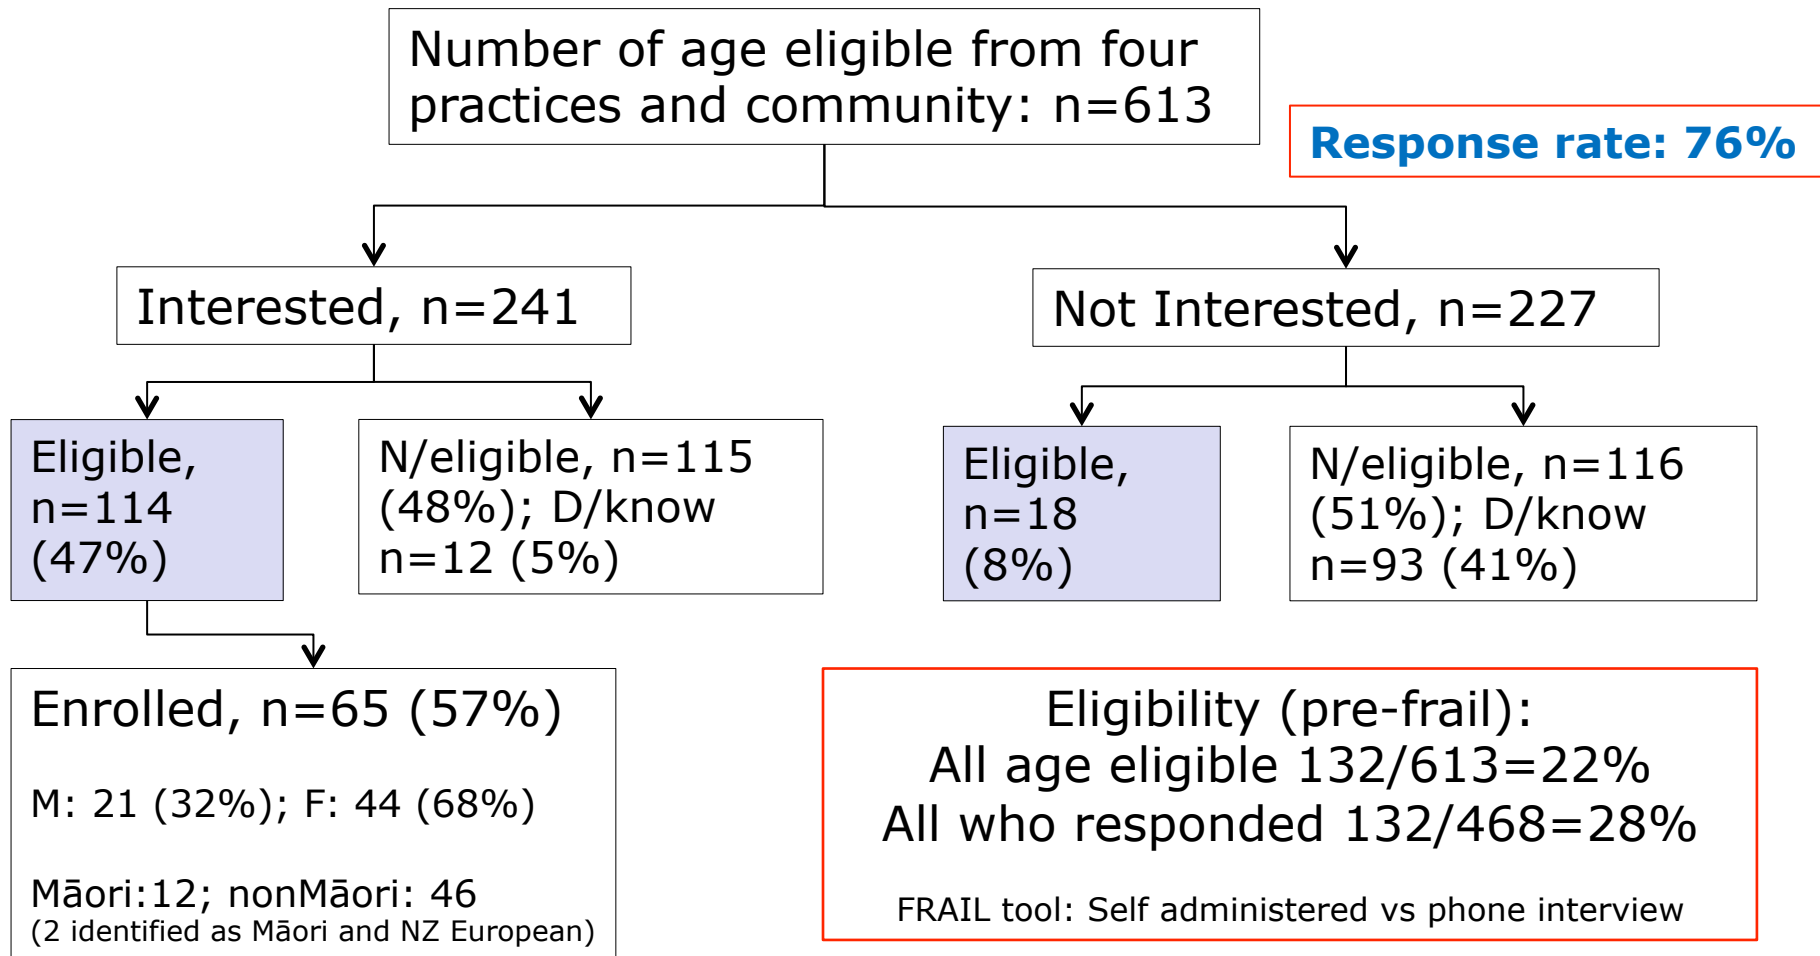 Number of age eligible from four
practices and community: n=613
Response rate: 76%
Interested, n=241
Not Interested, n=227
Eligible,
n=114
(47%)
N/eligible, n=115
(48%); D/know
n=12 (5%)
Eligible,
n=18
(8%)
N/eligible, n=116
(51%); D/know
n=93 (41%)
Enrolled, n=65 (57%)
M: 21 (32%); F: 44 (68%)
Māori:12; nonMāori: 46
(2 identified as Māori and NZ European)
Eligibility (pre-frail):
All age eligible 132/613=22%
All who responded 132/468=28%
FRAIL tool: Self administered vs phone interview